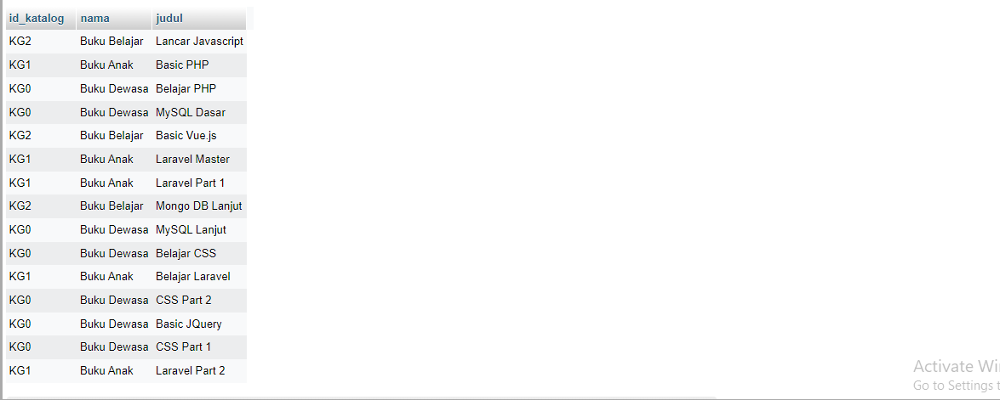 id_katalog nama judul
KG2 Buku Belajar Lancar Javascript
KG1 Buku Anak Basic PHP
KG0 Buku Dewasa Belajar PHP
KG0 Buku Dewasa MySQL Dasar
KG2 Buku Belajar Basic Vue.js
KG1 Buku Anak Laravel Master
KG1 Buku Anak Laravel Part 1
KG2 Buku Belajar Mongo DB Lanjut
KG0 Buku Dewasa MySQL Lanjut
KG0 Buku Dewasa Belajar CSS
KG1 Buku Anak Belajar Laravel
KG0 Buku Dewasa CSS Part 2
KG0 Buku Dewasa Basic JQuery
KG0 Buku Dewasa CSS Part 1
KG1 Buku Anak Laravel Part 2
Activate Wi
Go to Settings t